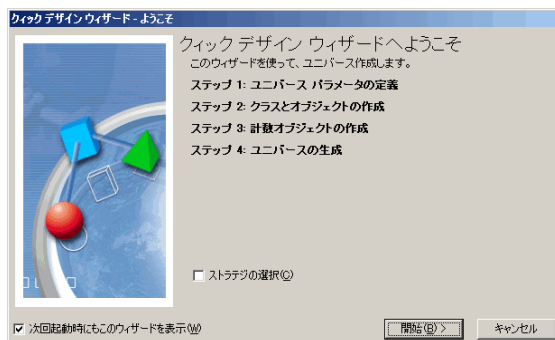 クィック デザイン ウィザード - ようこそ
クィック デザイン ウィザードへようこそ
このウィザードを使って、ユニバース作成します。
ステップ 1: ユニバース パラメータの定義
ステップ 2: クラスとオブジェクトの作成
ステップ 3: 計数オブジェクトの作成
ステップ 4: ユニバースの生成
ストラテジの選択(C)
次回起動時にもこのウィザードを表示(W)
開始(B) >
キャンセル